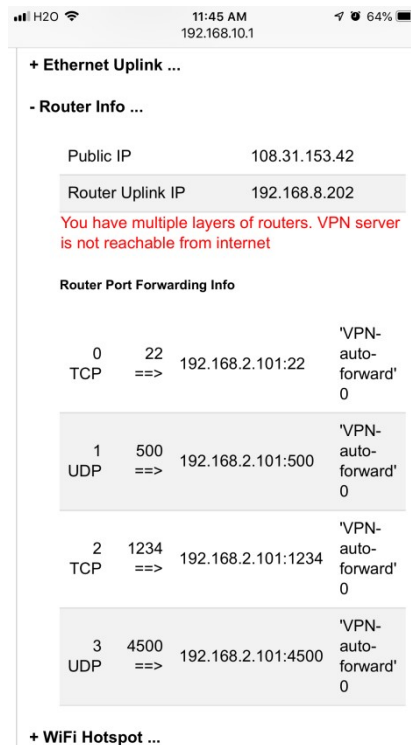 H2O 11:45 AM 64%
192.168.10.1
+ Ethernet Uplink ...
- Router Info ...
Public IP 108.31.153.42
Router Uplink IP 192.168.8.202
You have multiple layers of routers. VPN server
is not reachable from internet
Router Port Forwarding Info
0 TCP 22 ==> 192.168.2.101:22 'VPN-auto-forward' 0
1 UDP 500 ==> 192.168.2.101:500 'VPN-auto-forward' 0
2 TCP 1234 ==> 192.168.2.101:1234 'VPN-auto-forward' 0
3 UDP 4500 ==> 192.168.2.101:4500 'VPN-auto-forward' 0
+ WiFi Hotspot ...